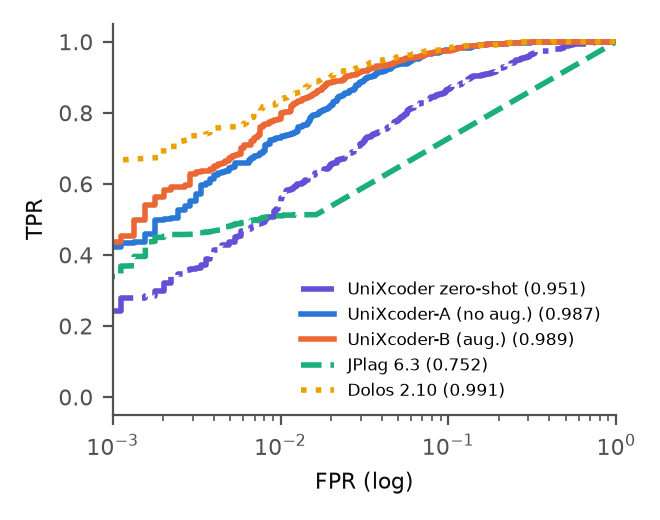 1.0
0.8
0.6
0.4
0.2
0.0
TPR
UniXcoder zero-shot (0.951)
UniXcoder-A (no aug.) (0.987)
UniXcoder-B (aug.) (0.989)
JPlag 6.3 (0.752)
Dolos 2.10 (0.991)
10⁻³ 10⁻² 10⁻¹ 10⁰
FPR (log)